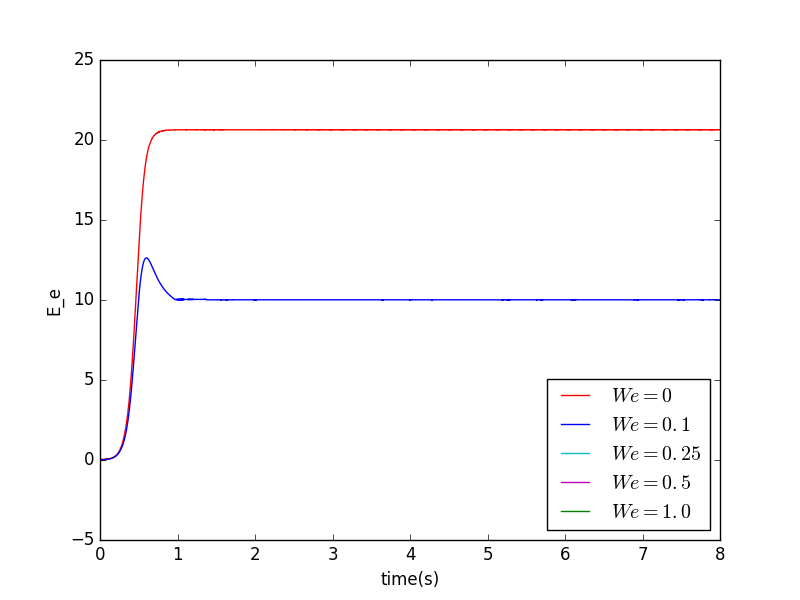 25
20
15
10
5
0
−5
E_e
0 1 2 3 4 5 6 7 8
time(s)
We = 0
We = 0.1
We = 0.25
We = 0.5
We = 1.0